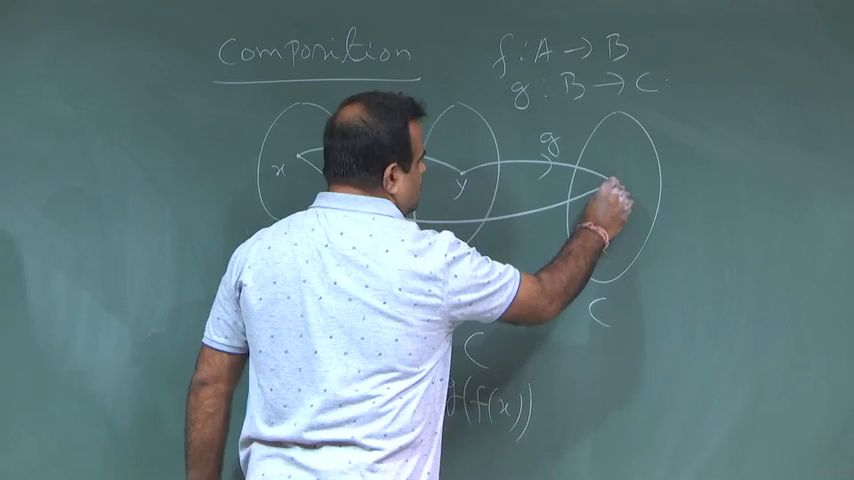 Composition
f : A → B
g : B → C
g
x
y
C
C
g(f(x))